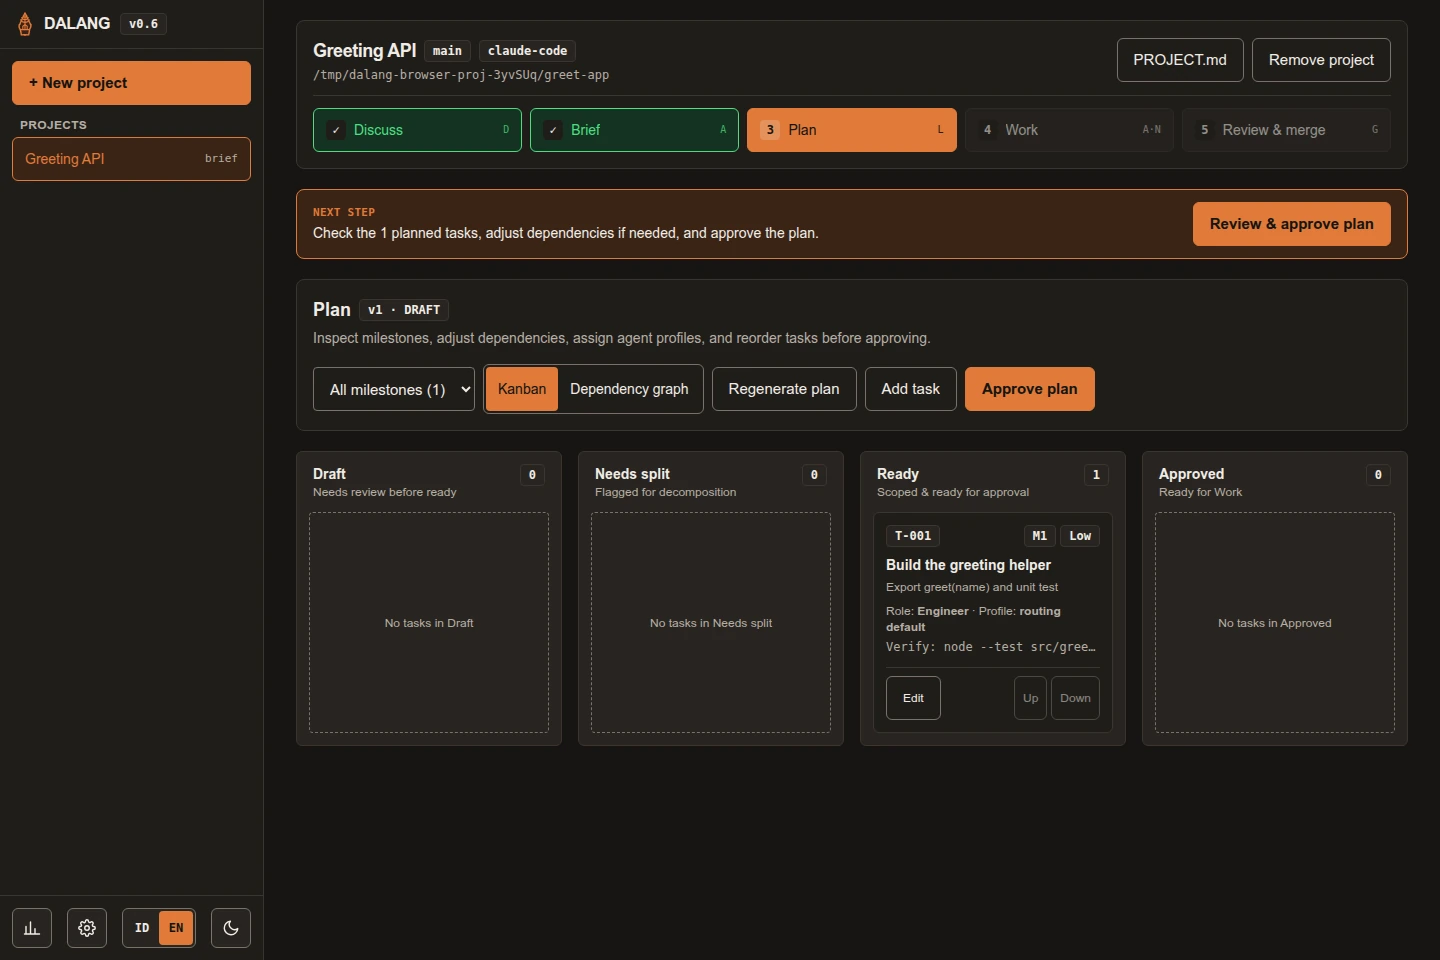 DALANG v0.6
+ New project
PROJECTS
Greeting API brief
ID EN
Greeting API main claude-code
/tmp/dalang-browser-proj-3yvSUq/greet-app
PROJECT.md Remove project
✓ Discuss D
✓ Brief A
3 Plan L
4 Work A·N
5 Review & merge G
NEXT STEP
Check the 1 planned tasks, adjust dependencies if needed, and approve the plan.
Review & approve plan
Plan v1 · DRAFT
Inspect milestones, adjust dependencies, assign agent profiles, and reorder tasks before approving.
All milestones (1) Kanban Dependency graph Regenerate plan Add task Approve plan
Draft 0
Needs review before ready
No tasks in Draft
Needs split 0
Flagged for decomposition
No tasks in Needs split
Ready 1
Scoped & ready for approval
T-001 M1 Low
Build the greeting helper
Export greet(name) and unit test
Role: Engineer · Profile: routing
default
Verify: node --test src/gree…
Edit Up Down
Approved 0
Ready for Work
No tasks in Approved